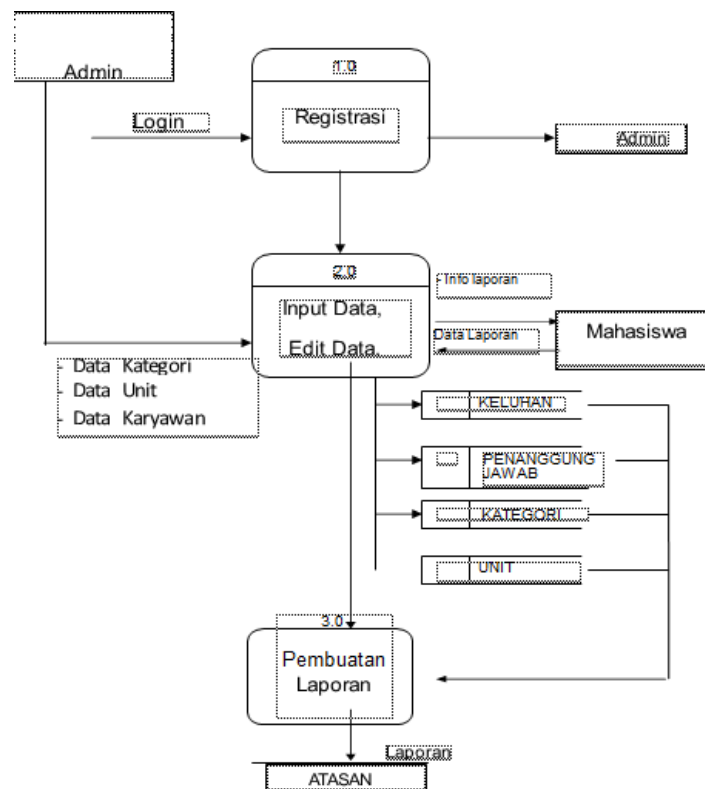 Admin
1.0
Login
Registrasi
Admin
2.0
- Info laporan
Input Data,
Edit Data.
Data Laporan
Mahasiswa
- Data Kategori
- Data Unit
- Data Karyawan
KELUHAN
PENANGGUNG
JAWAB
KATEGORI
UNIT
3.0
Pembuatan
Laporan
Laporan
ATASAN